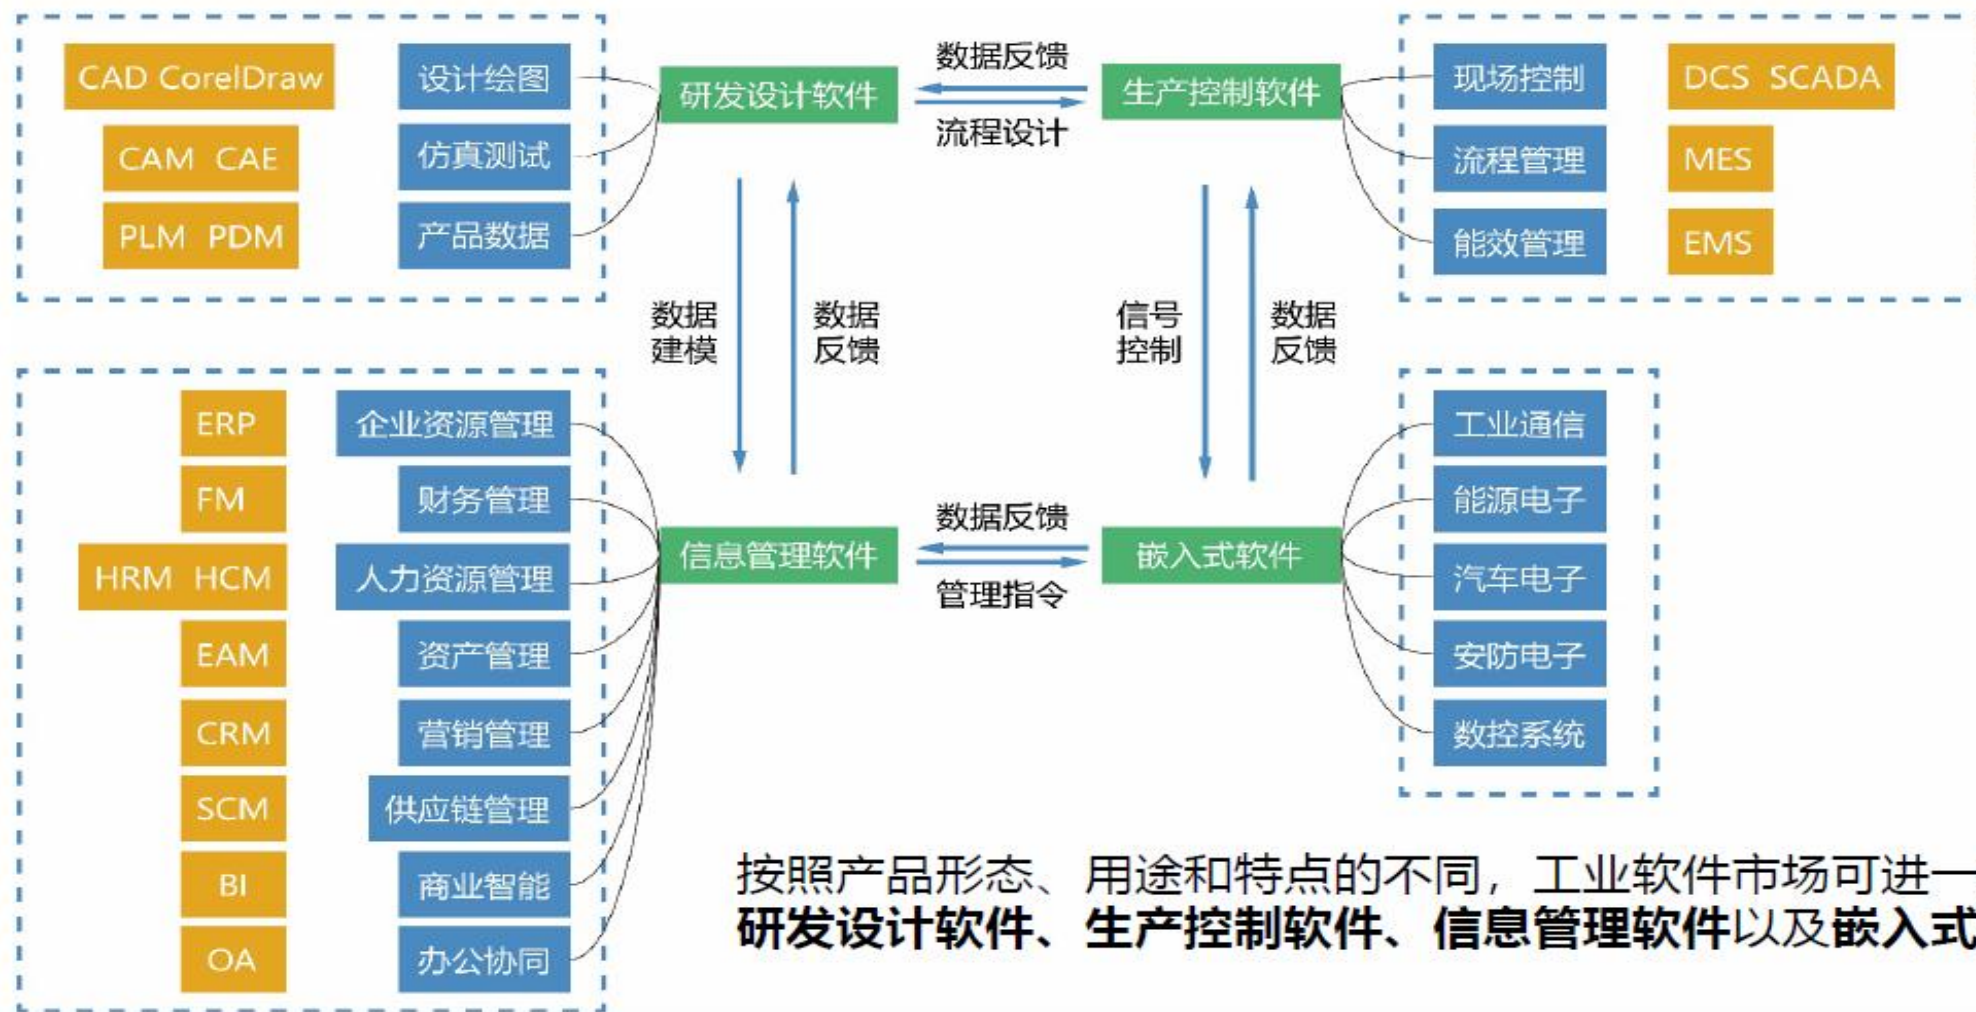 CAD CorelDraw
设计绘图
CAM CAE
仿真测试
PLM PDM
产品数据
研发设计软件
数据反馈
流程设计
生产控制软件
现场控制
DCS SCADA
流程管理
MES
能效管理
EMS
数据
建模
数据
反馈
信号
控制
数据
反馈
ERP
企业资源管理
FM
财务管理
HRM HCM
人力资源管理
EAM
资产管理
CRM
营销管理
SCM
供应链管理
BI
商业智能
OA
办公协同
信息管理软件
数据反馈
管理指令
嵌入式软件
工业通信
能源电子
汽车电子
安防电子
数控系统
按照产品形态、用途和特点的不同，工业软件市场可进一
研发设计软件、生产控制软件、信息管理软件以及嵌入式